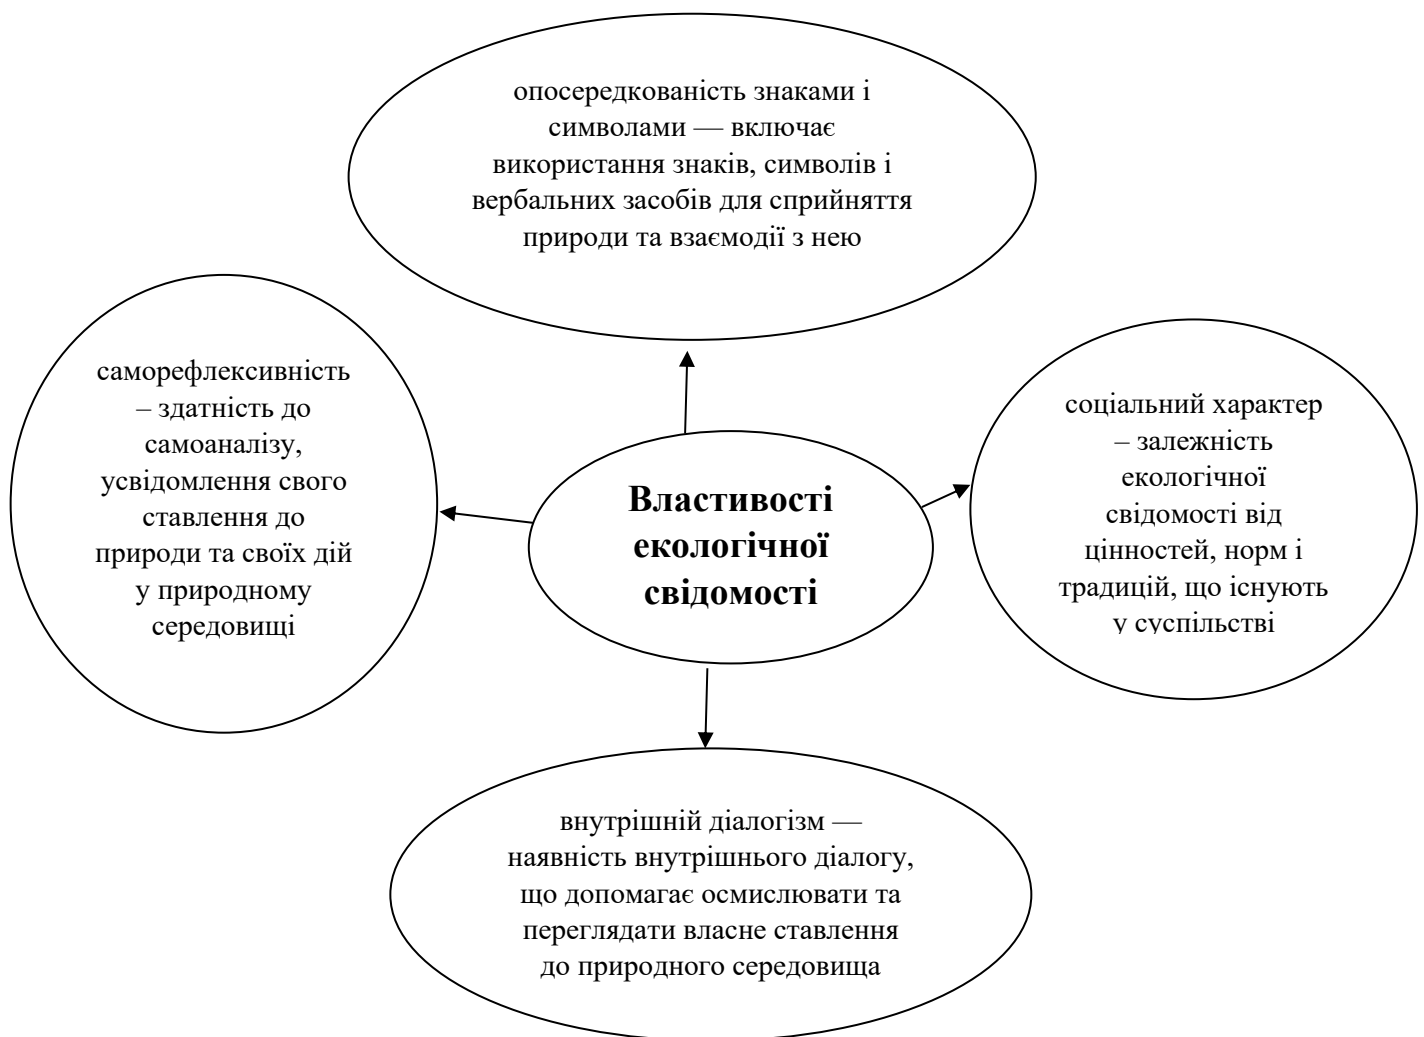 опосередкованість знаками і
символами — включає
використання знаків, символів і
вербальних засобів для сприйняття
природи та взаємодії з нею
саморефлексивність
– здатність до
самоаналізу,
усвідомлення свого
ставлення до
природи та своїх дій
у природному
середовищі
Властивості
екологічної
свідомості
соціальний характер
– залежність
екологічної
свідомості від
цінностей, норм і
традицій, що існують
у суспільстві
внутрішній діалогізм —
наявність внутрішнього діалогу,
що допомагає осмислювати та
переглядати власне ставлення
до природного середовища